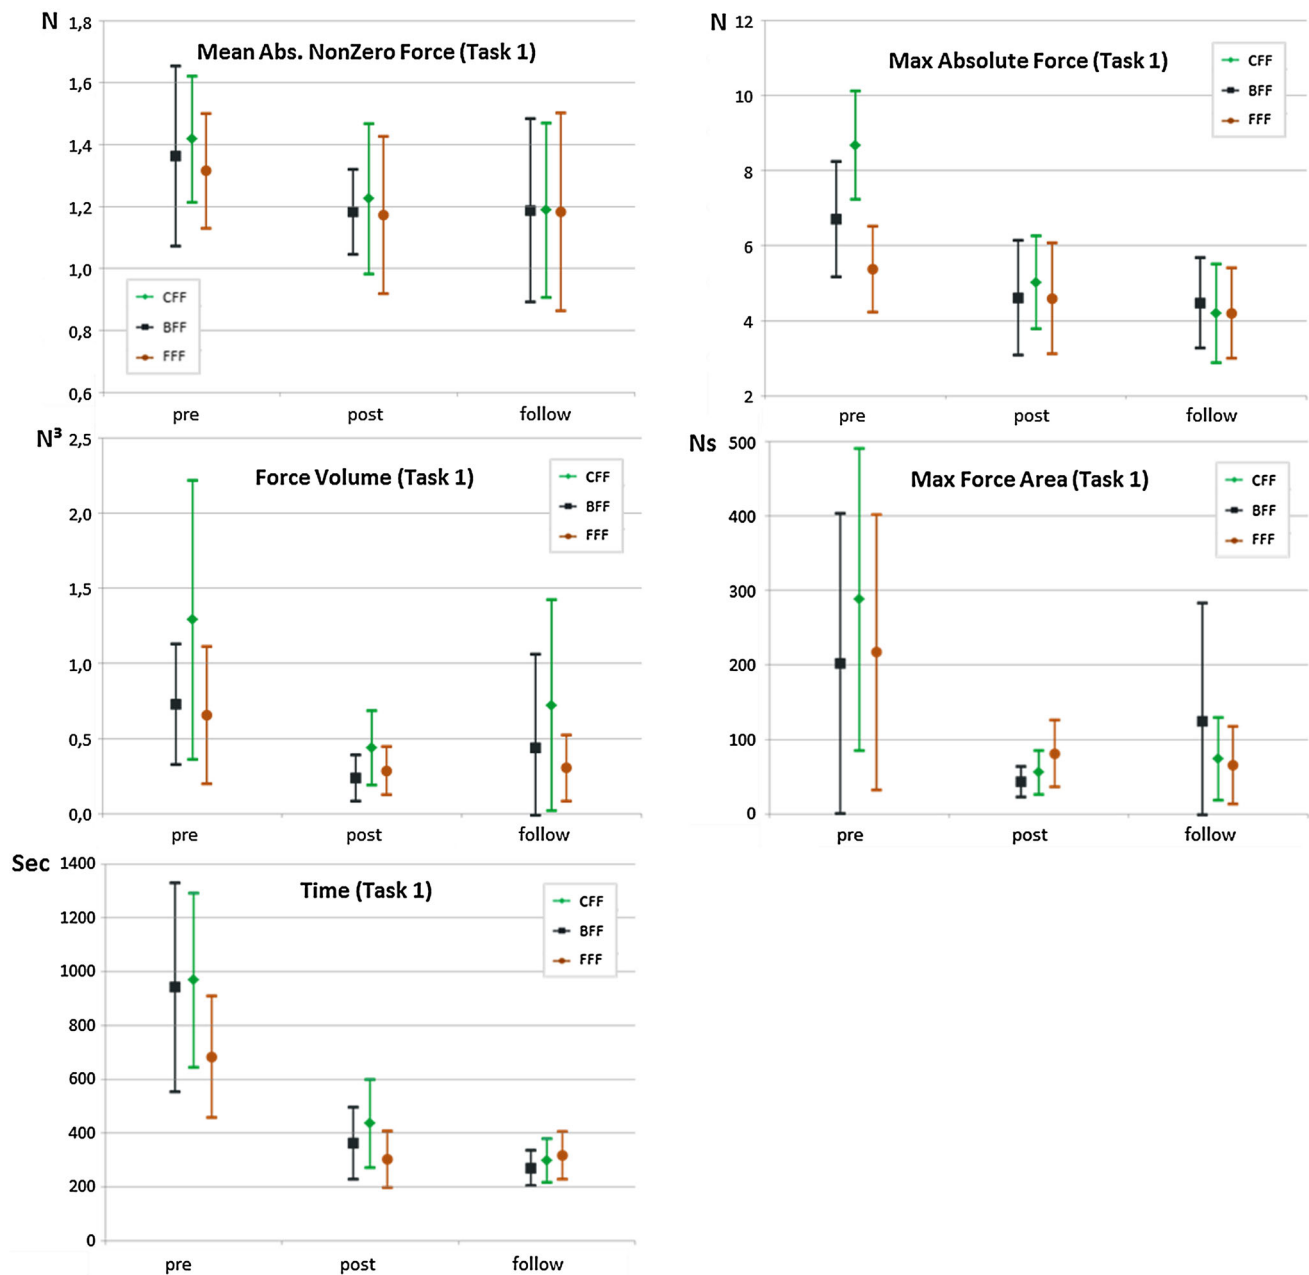 N
Mean Abs. NonZero Force (Task 1)
1,8
1,6
1,4
1,2
1,0
0,8
0,6
CFF
BFF
FFF
pre post follow
N
Max Absolute Force (Task 1)
12
10
8
6
4
2
CFF
BFF
FFF
pre post follow
N³
Force Volume (Task 1)
2,5
2,0
1,5
1,0
0,5
0,0
CFF
BFF
FFF
pre post follow
Ns
Max Force Area (Task 1)
500
400
300
200
100
0
CFF
BFF
FFF
pre post follow
Sec
Time (Task 1)
1400
1200
1000
800
600
400
200
0
CFF
BFF
FFF
pre post follow